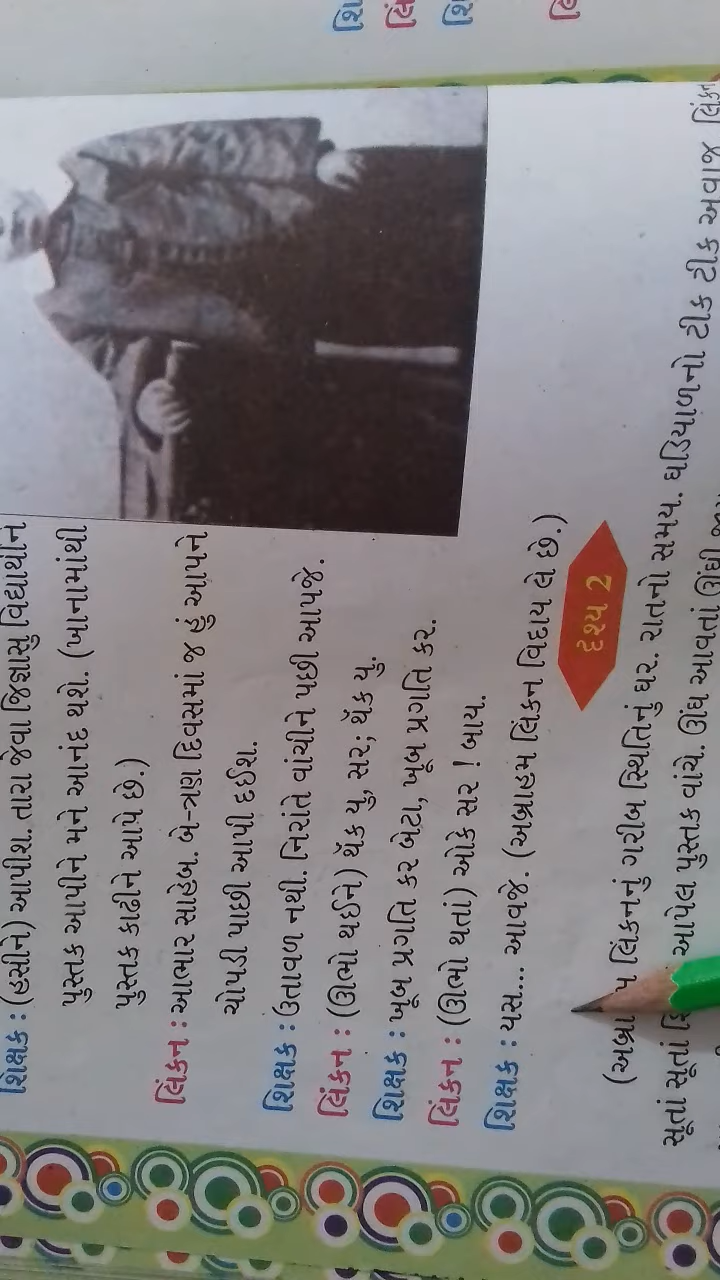 શિક્ષક : (હસીને) આપીશ. તારા જેવા જિજ્ઞાસુ વિદ્યાર્થીને
પુસ્તક આપીને મને આનંદ થશે. (ખાનામાંથી
પુસ્તક કાઢીને આપે છે.)
લિંકન : આભાર સાહેબ. બે-ત્રણ દિવસમાં જ હું આપને
ચોપડી પાછી આપી દઈશ.
શિક્ષક : ઉતાવળ નથી. નિરાંતે વાંચીને પછી આપજે.
લિંકન : (ઊભો થઈને) થૅંક યુ, સર; થૅંક યુ.
શિક્ષક : ખૂબ પ્રગતિ કર બેટા, ખૂબ પ્રગતિ કર.
લિંકન : (ઊભો થતાં) ઓકે સર ! બાય.
શિક્ષક : યસ... આવજે. (અબ્રાહમ લિંકન વિદાય લે છે.)
દૃશ્ય 2
લિંકનનું ગરીબ સ્થિતિનું ઘર. રાતનો સમય. ઘડિયાળનો ટીક ટીક અવાજ
સૂતાં સૂતાં આપેલ પુસ્તક વાંચે. ઊંઘ આવતાં ઊંઘી